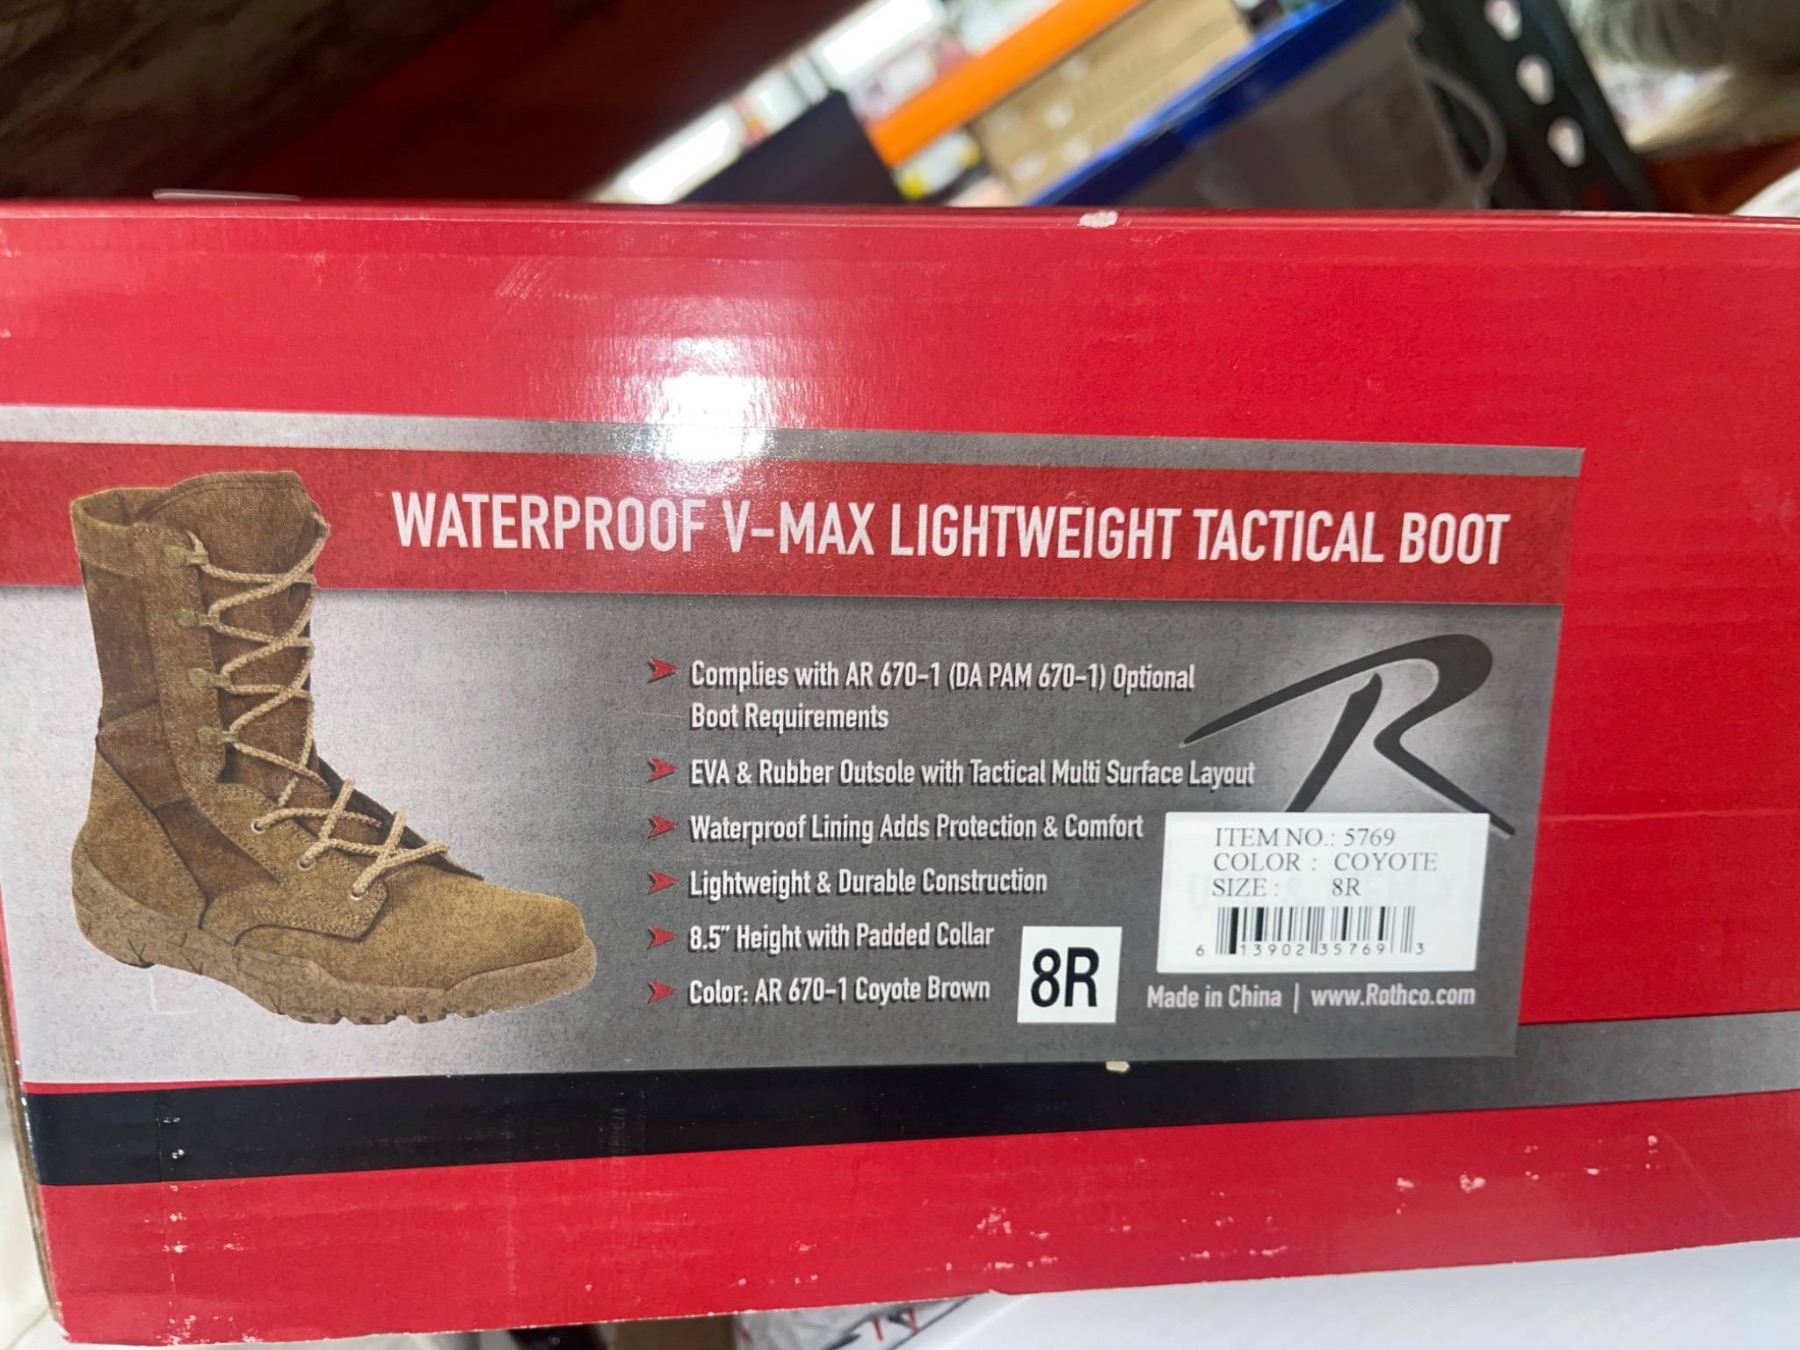 WATERPROOF V-MAX LIGHTWEIGHT TACTICAL BOOT
Complies with AR 670-1 (DA PAM 670-1) Optional
Boot Requirements
EVA & Rubber Outsole with Tactical Multi Surface Layout
Waterproof Lining Adds Protection & Comfort
Lightweight & Durable Construction
8.5" Height with Padded Collar
Color: AR 670-1 Coyote Brown
8R
R
ITEM NO.: 5769
COLOR : COYOTE
SIZE : 8R
6 13902 35769 3
Made in China | www.Rothco.com